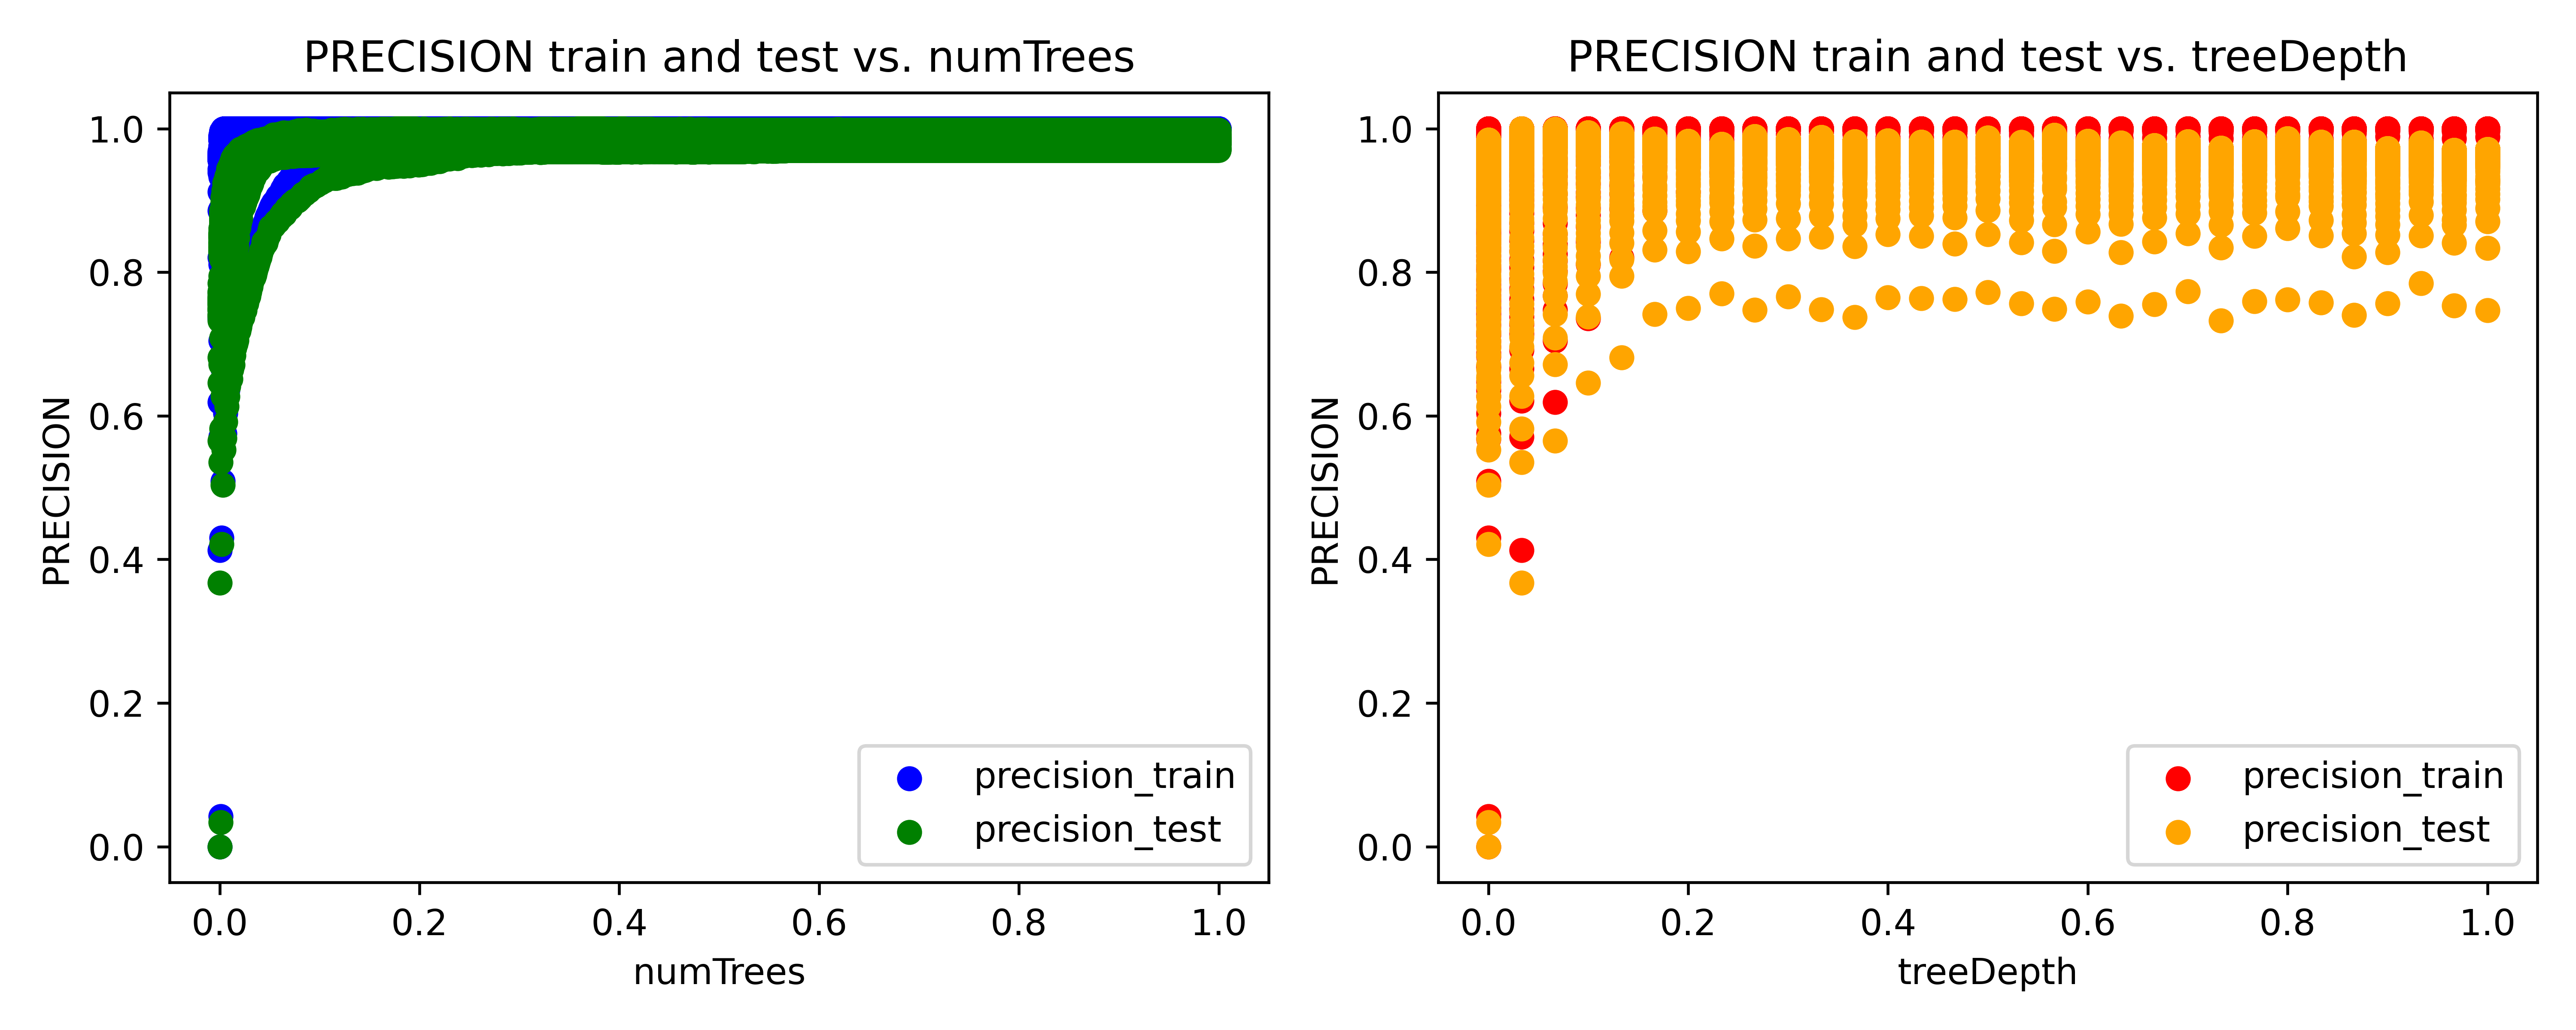 PRECISION train and test vs. numTrees
1.0
0.8
0.6
0.4
0.2
0.0
PRECISION
precision_train
precision_test
0.0 0.2 0.4 0.6 0.8 1.0
numTrees
PRECISION train and test vs. treeDepth
1.0
0.8
0.6
0.4
0.2
0.0
PRECISION
precision_train
precision_test
0.0 0.2 0.4 0.6 0.8 1.0
treeDepth